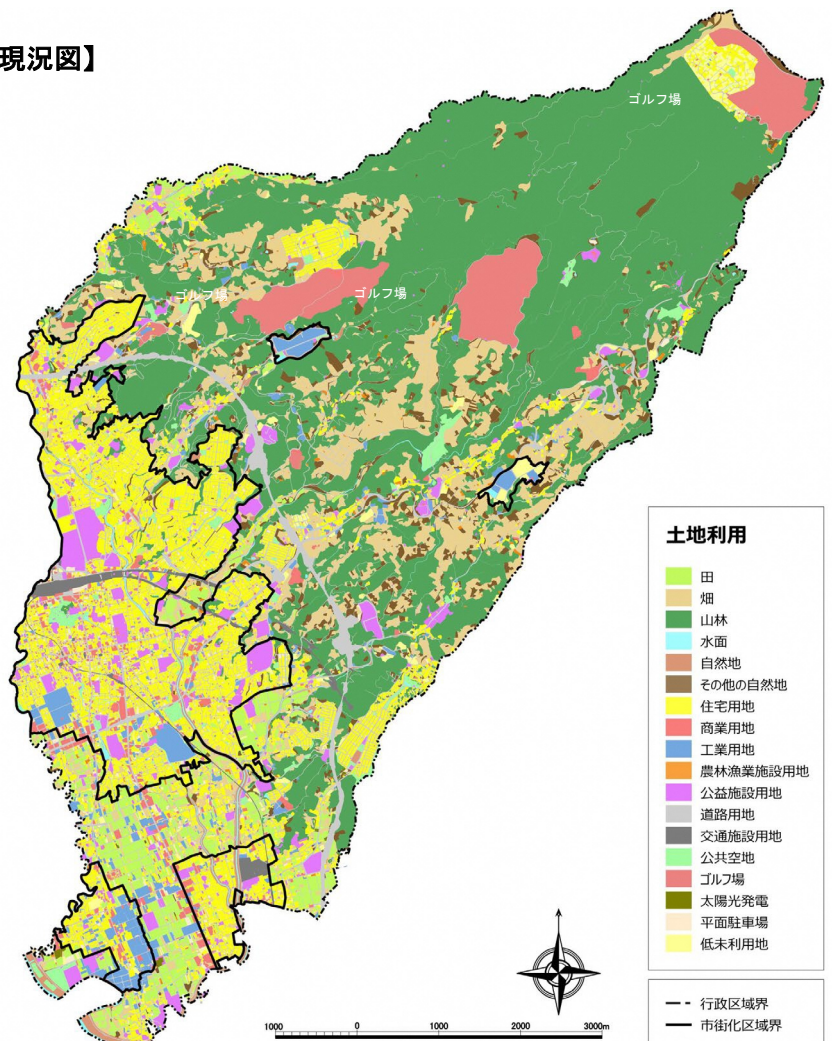 現況図】
ゴルフ場
ゴルフ場
ゴルフ場
土地利用
田
畑
山林
水面
自然地
その他の自然地
住宅用地
商業用地
工業用地
農林漁業施設用地
公益施設用地
道路用地
交通施設用地
公共空地
ゴルフ場
太陽光発電
平面駐車場
低未利用地
行政区域界
市街化区域界
1000 0 1000 2000 3000m